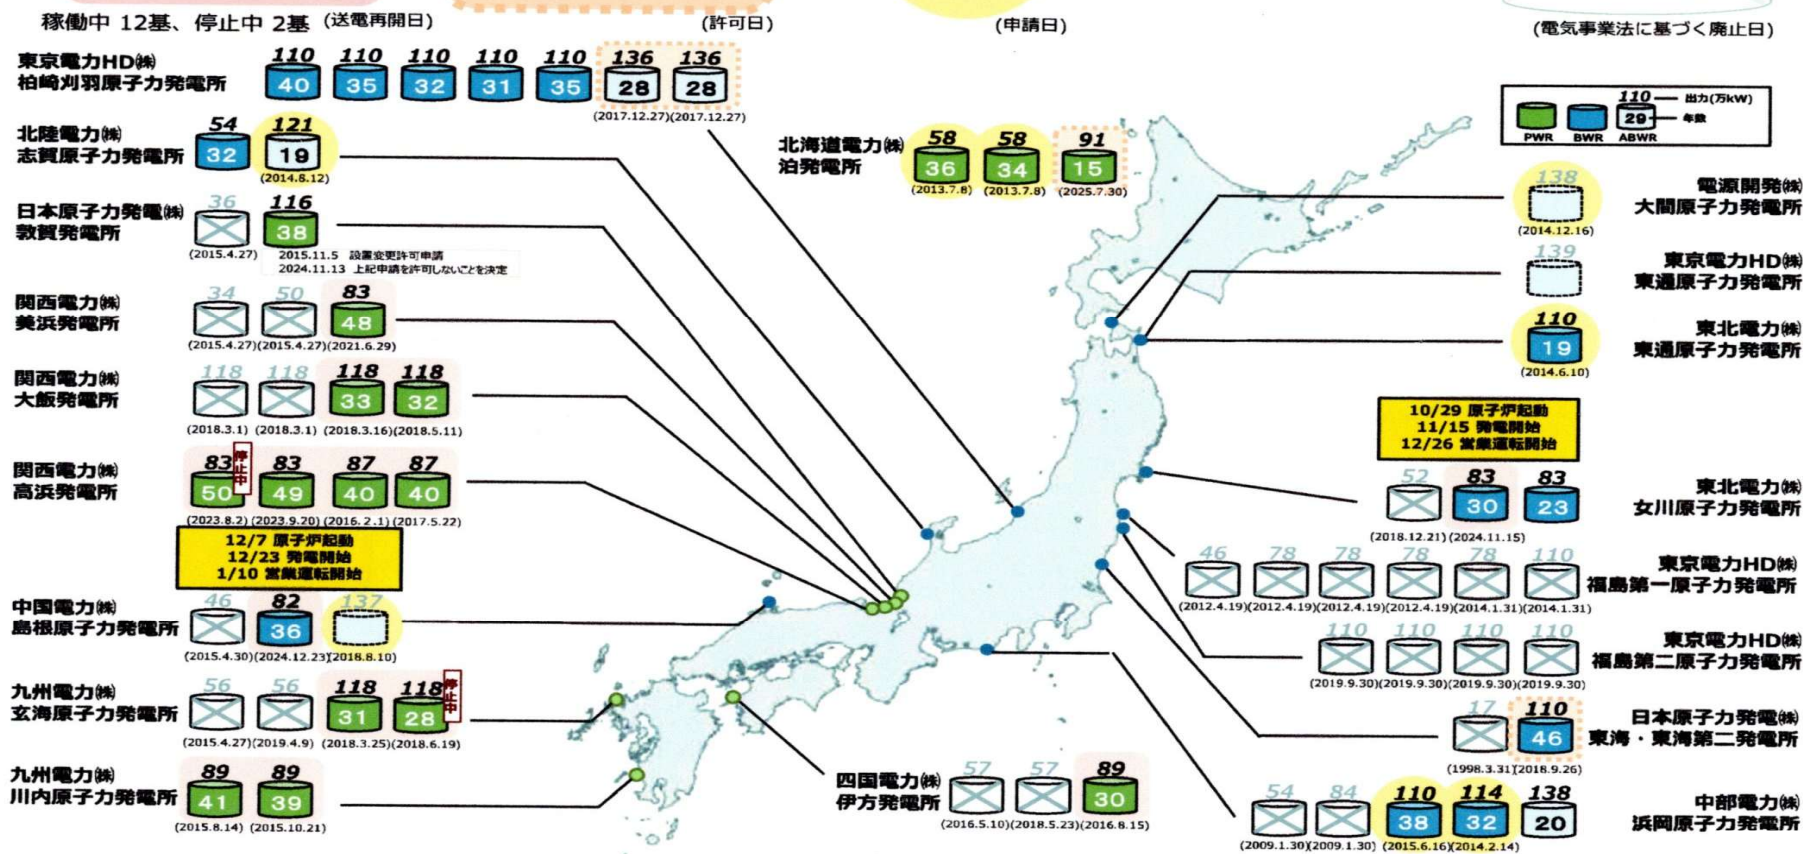 稼働中 12基、停止中 2基 (送電再開日)
(許可日)
(申請日)
(電気事業法に基づく廃止日)
東京電力HD㈱
柏崎刈羽原子力発電所
110 110 110 110 110 136 136
40 35 32 31 35 28 28
(2017.12.27)(2017.12.27)
北陸電力㈱
志賀原子力発電所
54 121
32 19
(2014.8.12)
日本原子力発電㈱
敦賀発電所
36 116
38
(2015.4.27)
2015.11.5 設置変更許可申請
2024.11.13 上記申請を許可しないことを決定
関西電力㈱
美浜発電所
34 50 83
48
(2015.4.27)(2015.4.27)(2021.6.29)
関西電力㈱
大飯発電所
118 118 118 118
33 32
(2018.3.1) (2018.3.1) (2018.3.16)(2018.5.11)
関西電力㈱
高浜発電所
83 83 87 87
停止中
50 49 40 40
(2023.8.2) (2023.9.20) (2016.2.1) (2017.5.22)
12/7 原子炉起動
12/23 発電開始
1/10 営業運転開始
中国電力㈱
島根原子力発電所
46 82 137
36
(2015.4.30)(2024.12.23)(2018.8.10)
九州電力㈱
玄海原子力発電所
56 56 118 118
停止中
31 28
(2015.4.27)(2019.4.9) (2018.3.25)(2018.6.19)
九州電力㈱
川内原子力発電所
89 89
41 39
(2015.8.14) (2015.10.21)
北海道電力㈱
泊発電所
58 58 91
36 34 15
(2013.7.8) (2013.7.8) (2025.7.30)
四国電力㈱
伊方発電所
57 57 89
30
(2016.5.10)(2018.5.23)(2016.8.15)
110 出力(万kW)
29 年数
PWR BWR ABWR
138
電源開発㈱
大間原子力発電所
(2014.12.16)
139
東京電力HD㈱
東通原子力発電所
110
19
東北電力㈱
東通原子力発電所
(2014.6.10)
10/29 原子炉起動
11/15 発電開始
12/26 営業運転開始
52 83 83
30 23
東北電力㈱
女川原子力発電所
(2018.12.21) (2024.11.15)
46 78 78 78 78 110
東京電力HD㈱
福島第一原子力発電所
(2012.4.19)(2012.4.19)(2012.4.19)(2012.4.19)(2014.1.31)(2014.1.31)
110 110 110 110
東京電力HD㈱
福島第二原子力発電所
(2019.9.30)(2019.9.30)(2019.9.30)(2019.9.30)
17 110
46
日本原子力発電㈱
東海・東海第二発電所
(1998.3.31)(2018.9.26)
54 84 110 114 138
38 32 20
中部電力㈱
浜岡原子力発電所
(2009.1.30)(2009.1.30) (2015.6.16)(2014.2.14)